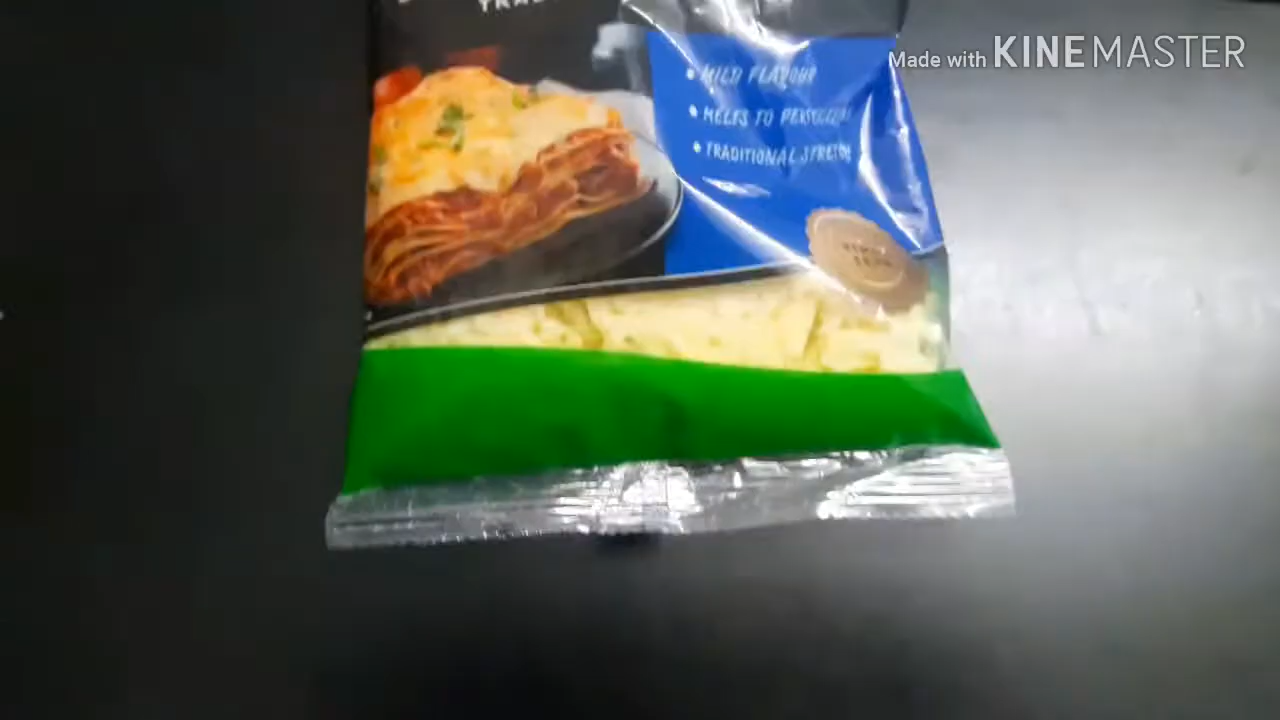 Made with KINEMASTER
• MILD FLAVOUR
• MELTS TO PERFECTION
• TRADITIONAL STRETCH